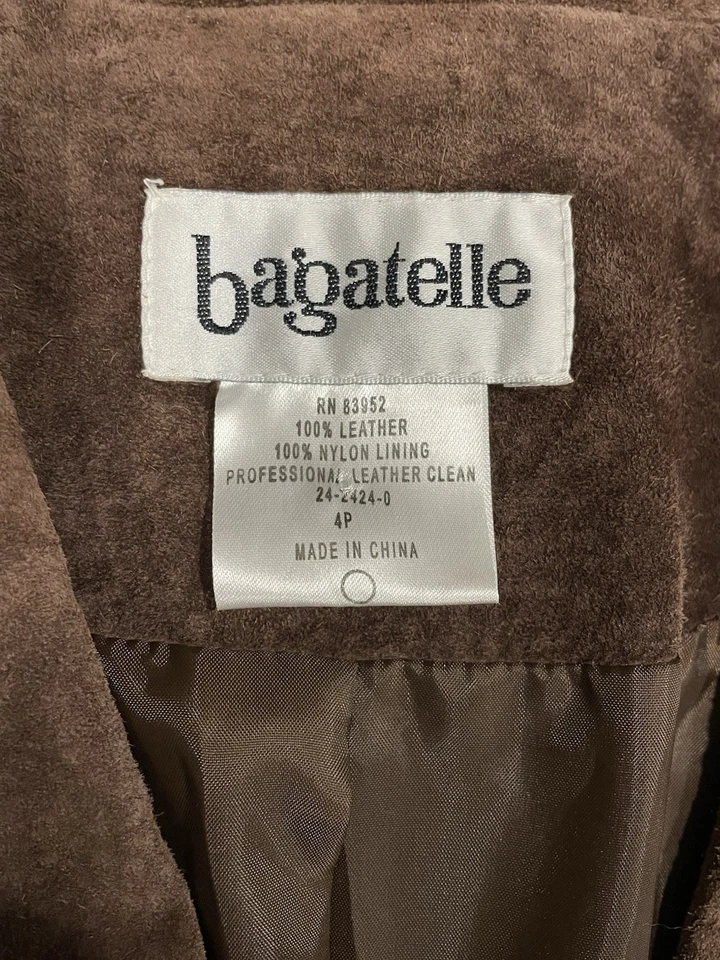 bagatelle
RN 83952
100% LEATHER
100% NYLON LINING
PROFESSIONAL LEATHER CLEAN
24-2424-0
4P
MADE IN CHINA